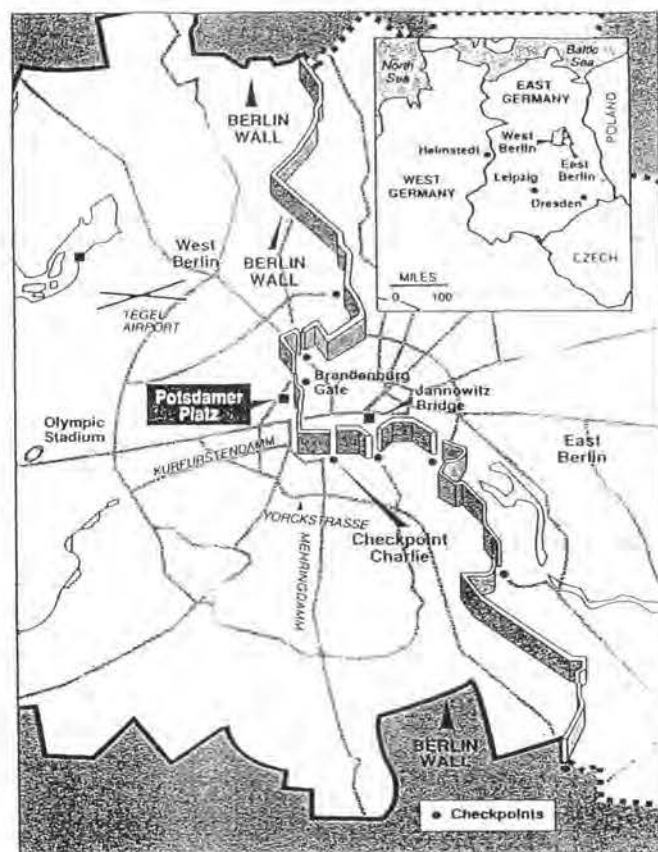 North
Sea
Baltic
Sea
EAST
GERMANY
POLAND
West
Berlin
Helmstedt
East
Berlin
WEST
GERMANY
Leipzig
Dresden
CZECH
MILES
0 100
BERLIN
WALL
West
Berlin
BERLIN
WALL
TEGEL
AIRPORT
Brandenburg
Gate
Potsdamer
Platz
Jannowitz
Bridge
Olympic
Stadium
KURFURSTENDAMM
East
Berlin
YORCKSTRASSE
Checkpoint
Charlie
MEHRINGDAMM
BERLIN
WALL
Checkpoints